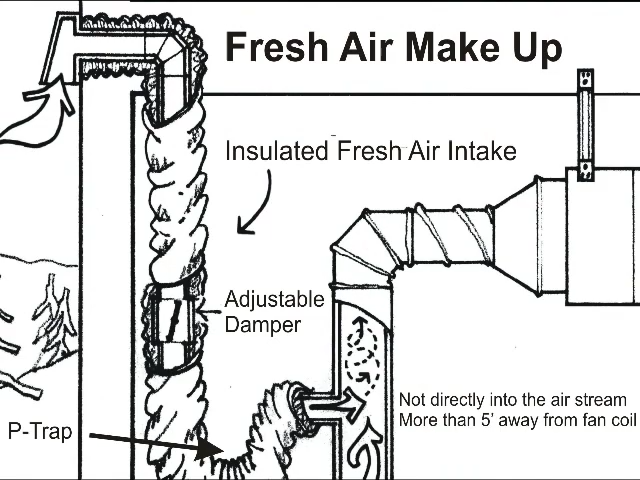 Fresh Air Make Up
Insulated Fresh Air Intake
Adjustable
Damper
Not directly into the air stream
More than 5' away from fan coil
P-Trap